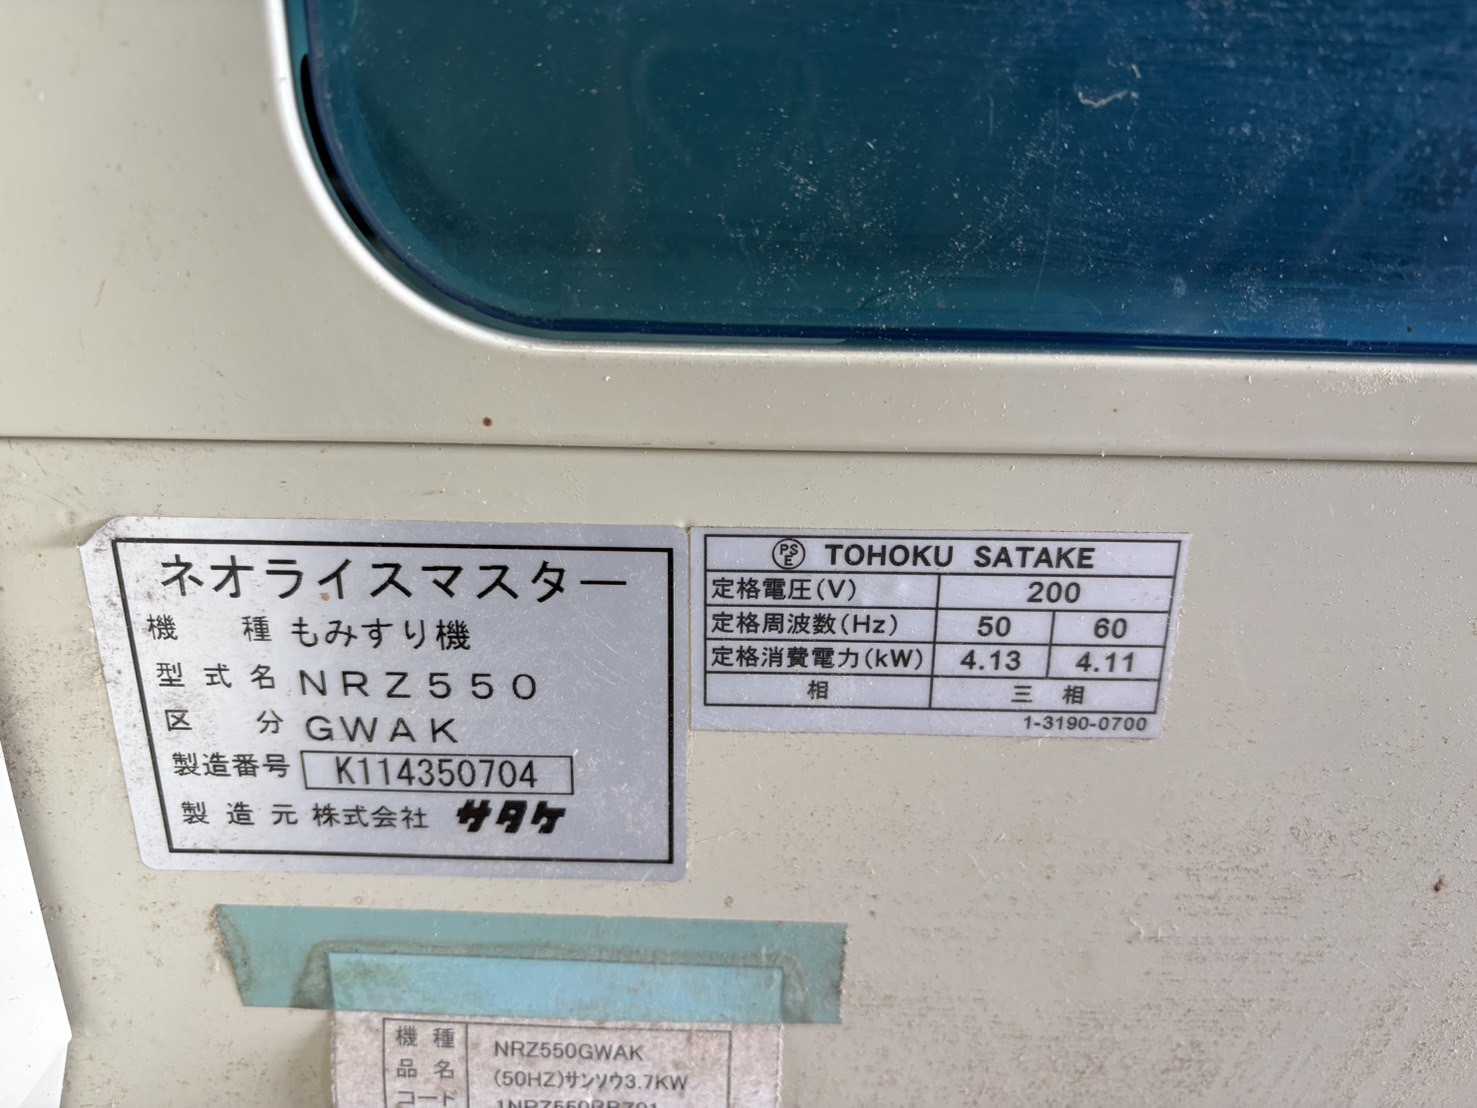 ネオライスマスター
機種 もみすり機
型式名 NRZ550
区分 GWAK
製造番号 K114350704
製造元 株式会社 サタケ
PSE TOHOKU SATAKE
定格電圧(V) 200
定格周波数(Hz) 50 60
定格消費電力(kW) 4.13 4.11
相 三相
1-3190-0700
機種 NRZ550GWAK
品名 (50HZ)サンソウ3.7KW
コード